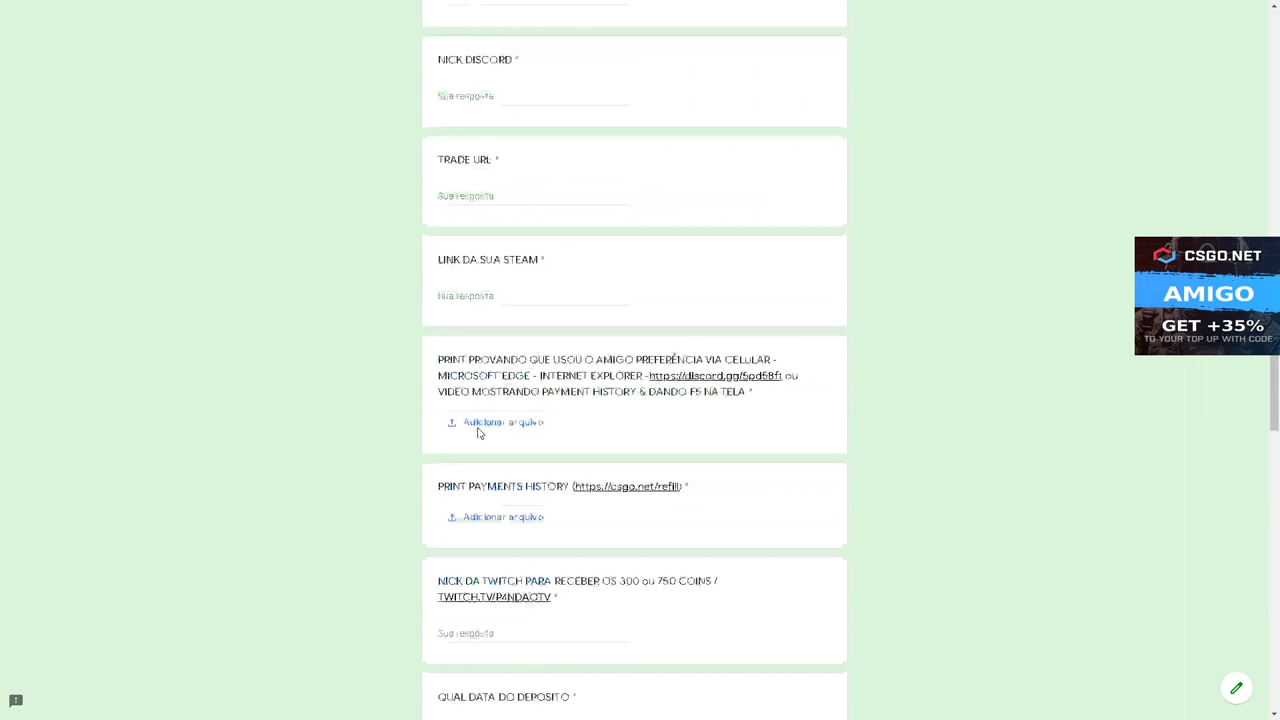 NICK DISCORD *
Sua resposta
TRADE URL *
Sua resposta
LINK DA SUA STEAM *
Sua resposta
PRINT PROVANDO QUE USOU O AMIGO PREFERÊNCIA VIA CELULAR -
MICROSOFT EDGE - INTERNET EXPLORER -https://discord.gg/5pd58f1 ou
VIDEO MOSTRANDO PAYMENT HISTORY & DANDO F5 NA TELA *
Adicionar arquivo
PRINT PAYMENTS HISTORY (https://csgo.net/refill) *
Adicionar arquivo
NICK DA TWITCH PARA RECEBER OS 300 ou 750 COINS /
TWITCH.TV/P4NDAOTV *
Sua resposta
QUAL DATA DO DEPOSITO *
CSGO.NET
AMIGO
GET +35%
TO YOUR TOP UP WITH CODE